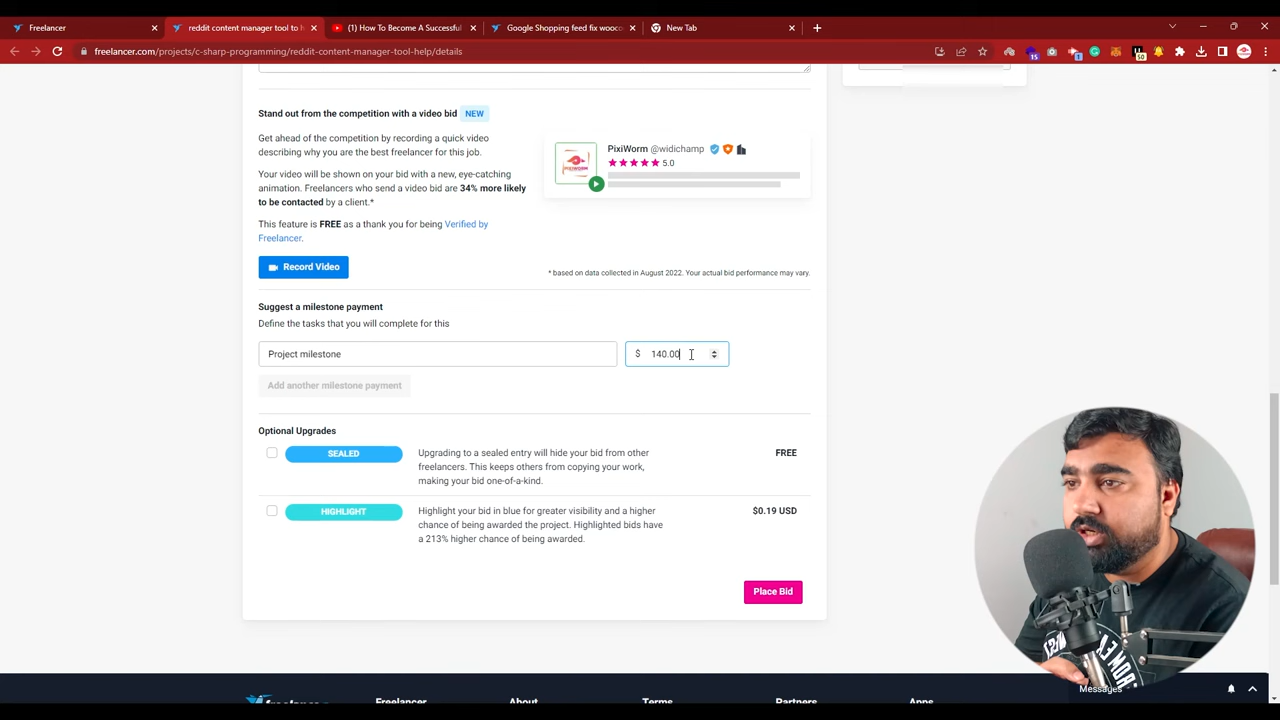 Freelancer
reddit content manager tool to h
(1) How To Become A Successful
Google Shopping feed fix wooco
New Tab
freelancer.com/projects/c-sharp-programming/reddit-content-manager-tool-help/details
15
1
50
Stand out from the competition with a video bid NEW
Get ahead of the competition by recording a quick video
describing why you are the best freelancer for this job.
Your video will be shown on your bid with a new, eye-catching
animation. Freelancers who send a video bid are 34% more likely
to be contacted by a client.*
This feature is FREE as a thank you for being Verified by
Freelancer.
PixiWorm @widichamp
5.0
Record Video
* based on data collected in August 2022. Your actual bid performance may vary.
Suggest a milestone payment
Define the tasks that you will complete for this
Project milestone
$ 140.00
Add another milestone payment
Optional Upgrades
SEALED
Upgrading to a sealed entry will hide your bid from other
freelancers. This keeps others from copying your work,
making your bid one-of-a-kind.
FREE
HIGHLIGHT
Highlight your bid in blue for greater visibility and a higher
chance of being awarded the project. Highlighted bids have
a 213% higher chance of being awarded.
$0.19 USD
Place Bid
Freelancer
About
Terms
Partners
Apps
Messages